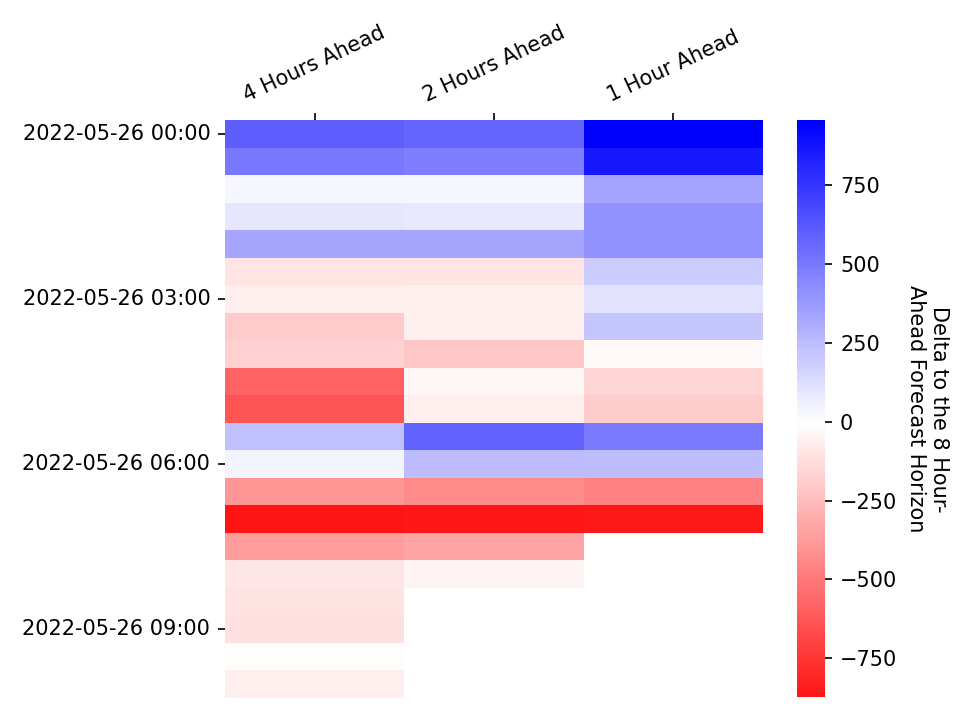 4 Hours Ahead
2 Hours Ahead
1 Hour Ahead
2022-05-26 00:00
2022-05-26 03:00
2022-05-26 06:00
2022-05-26 09:00
750
500
250
0
−250
−500
−750
Delta to the 8 Hour-
Ahead Forecast Horizon